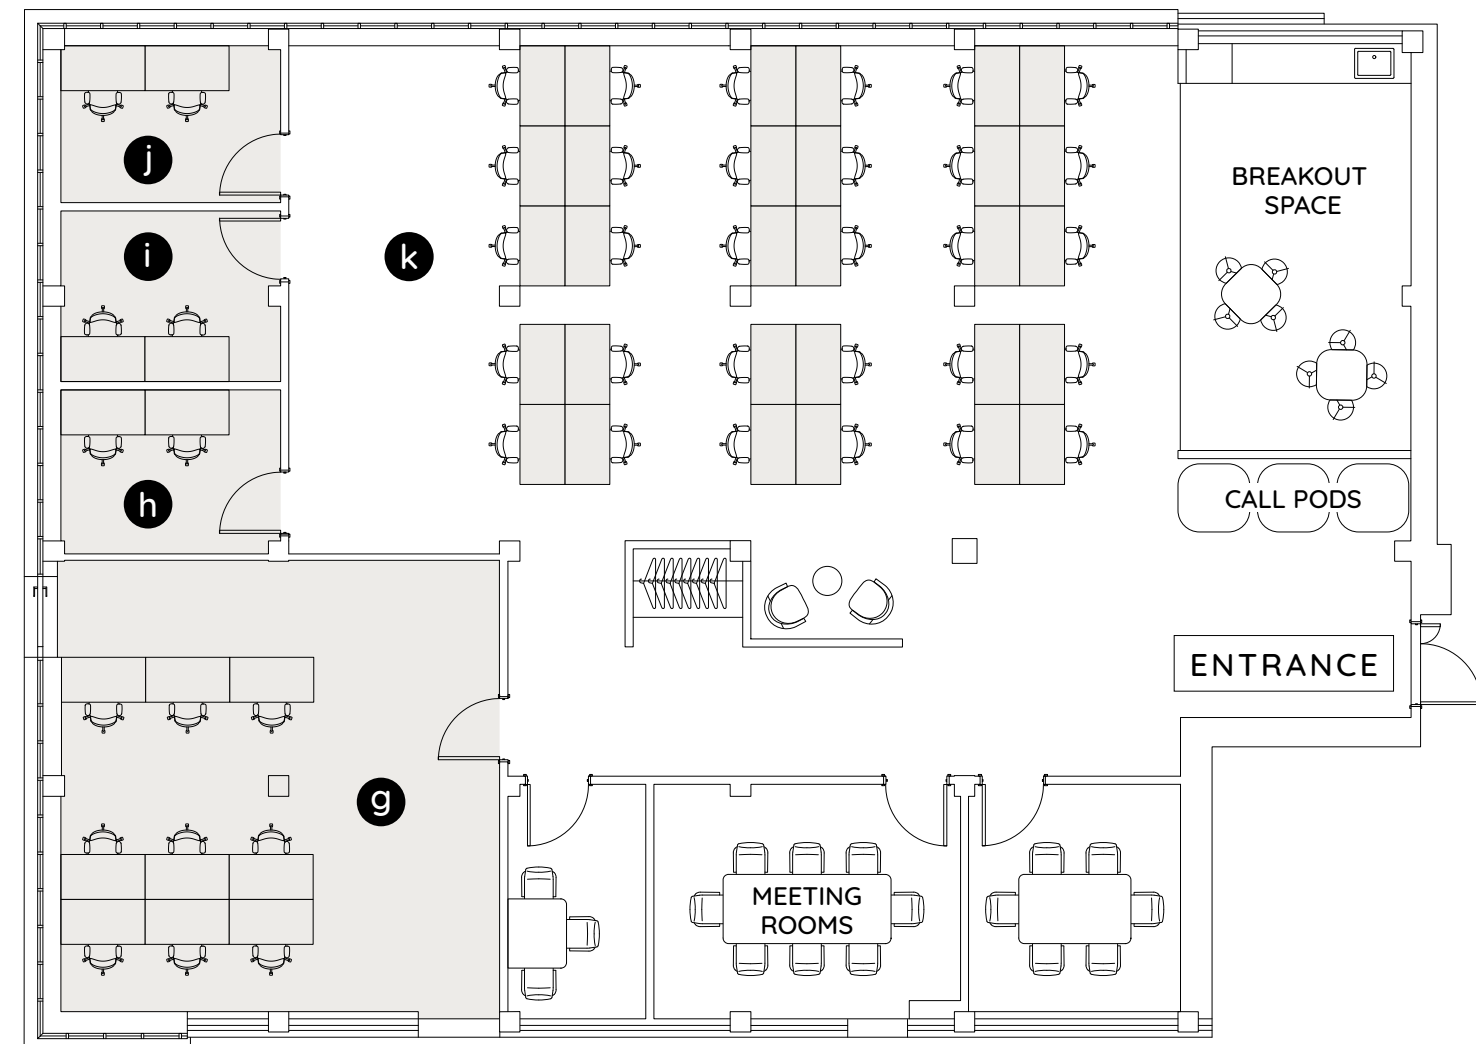 j
BREAKOUT
SPACE
i
k
h
CALL PODS
ENTRANCE
g
MEETING
ROOMS